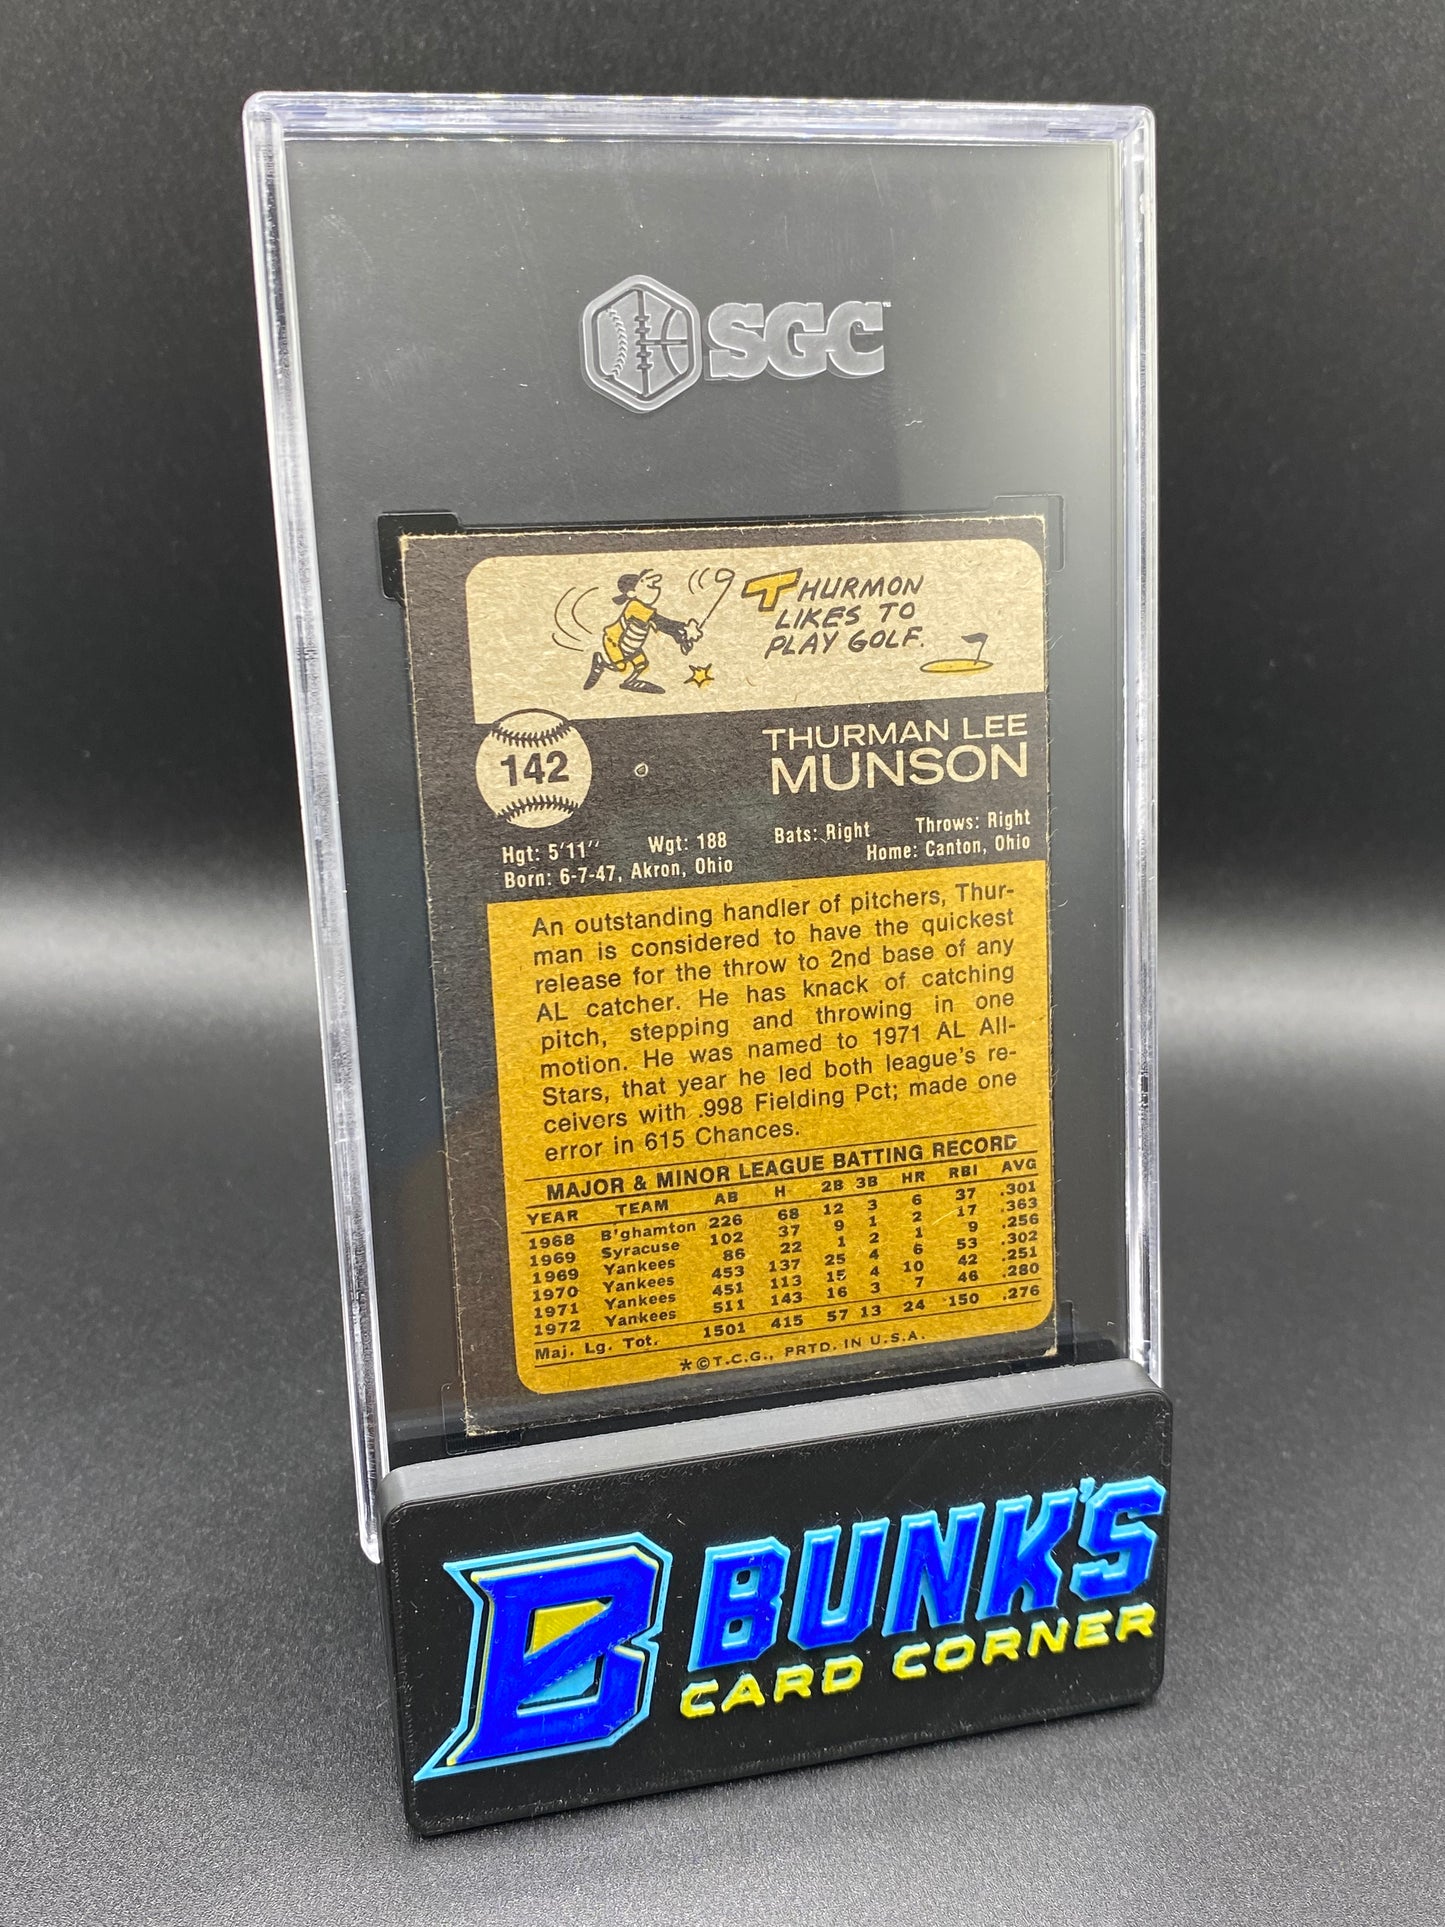 SGC™
THURMON
LIKES TO
PLAY GOLF.
142
THURMAN LEE
MUNSON
Hgt: 5'11" Wgt: 188 Bats: Right Throws: Right
Born: 6-7-47, Akron, Ohio Home: Canton, Ohio
An outstanding handler of pitchers, Thur-
man is considered to have the quickest
release for the throw to 2nd base of any
AL catcher. He has knack of catching
pitch, stepping and throwing in one
motion. He was named to 1971 AL All-
Stars, that year he led both league's re-
ceivers with .998 Fielding Pct; made one
error in 615 Chances.
MAJOR & MINOR LEAGUE BATTING RECORD
YEAR TEAM AB H 2B 3B HR RBI AVG
1968 B'ghamton 226 68 12 3 6 37 .301
1969 Syracuse 102 37 9 1 2 17 .363
1969 Yankees 86 22 1 2 1 9 .256
1970 Yankees 453 137 25 4 6 53 .302
1971 Yankees 451 113 15 4 10 42 .251
1972 Yankees 511 143 16 3 7 46 .280
Maj. Lg. Tot. 1501 415 57 13 24 150 .276
*©T.C.G., PRTD. IN U.S.A.
B BUNK'S
CARD CORNER